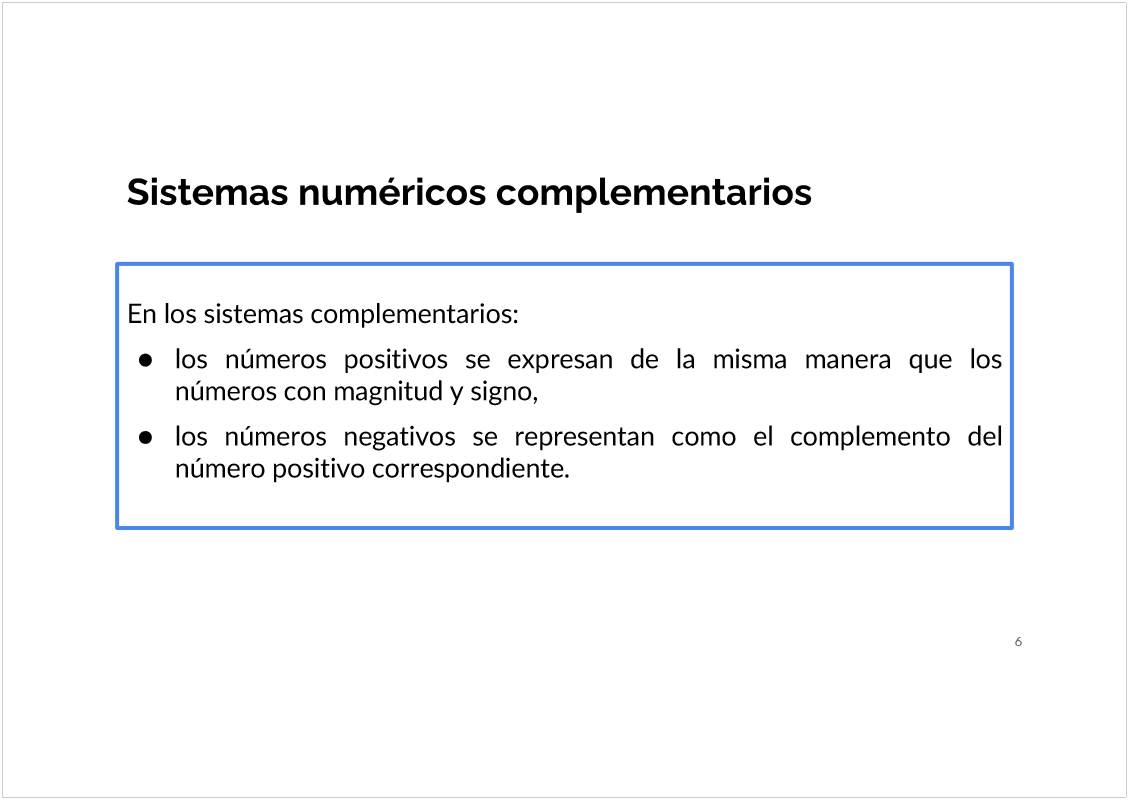 Sistemas numéricos complementarios
En los sistemas complementarios:
● los números positivos se expresan de la misma manera que los
números con magnitud y signo,
● los números negativos se representan como el complemento del
número positivo correspondiente.
6